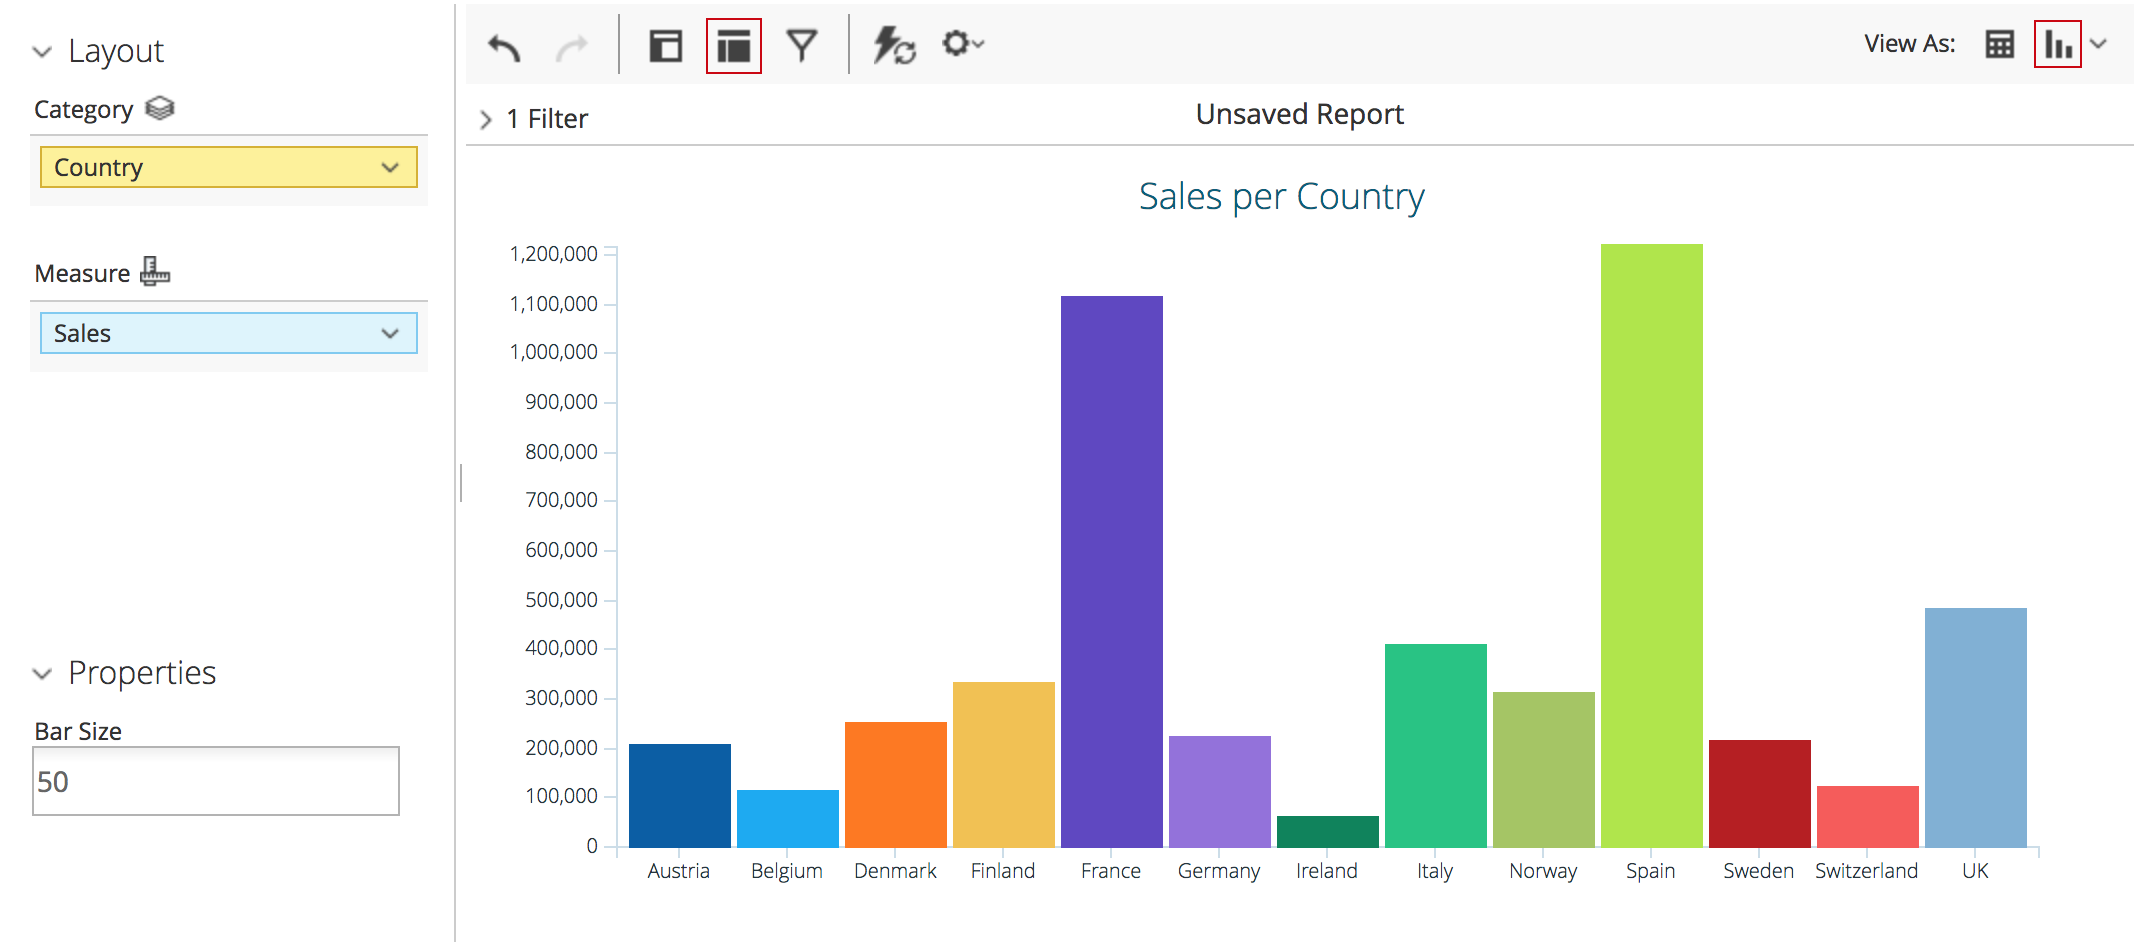 Layout
Category
Country
Measure
Sales
Properties
Bar Size
50
View As:
1 Filter
Unsaved Report
Sales per Country
1,200,000
1,100,000
1,000,000
900,000
800,000
700,000
600,000
500,000
400,000
300,000
200,000
100,000
0
Austria Belgium Denmark Finland France Germany Ireland Italy Norway Spain Sweden Switzerland UK